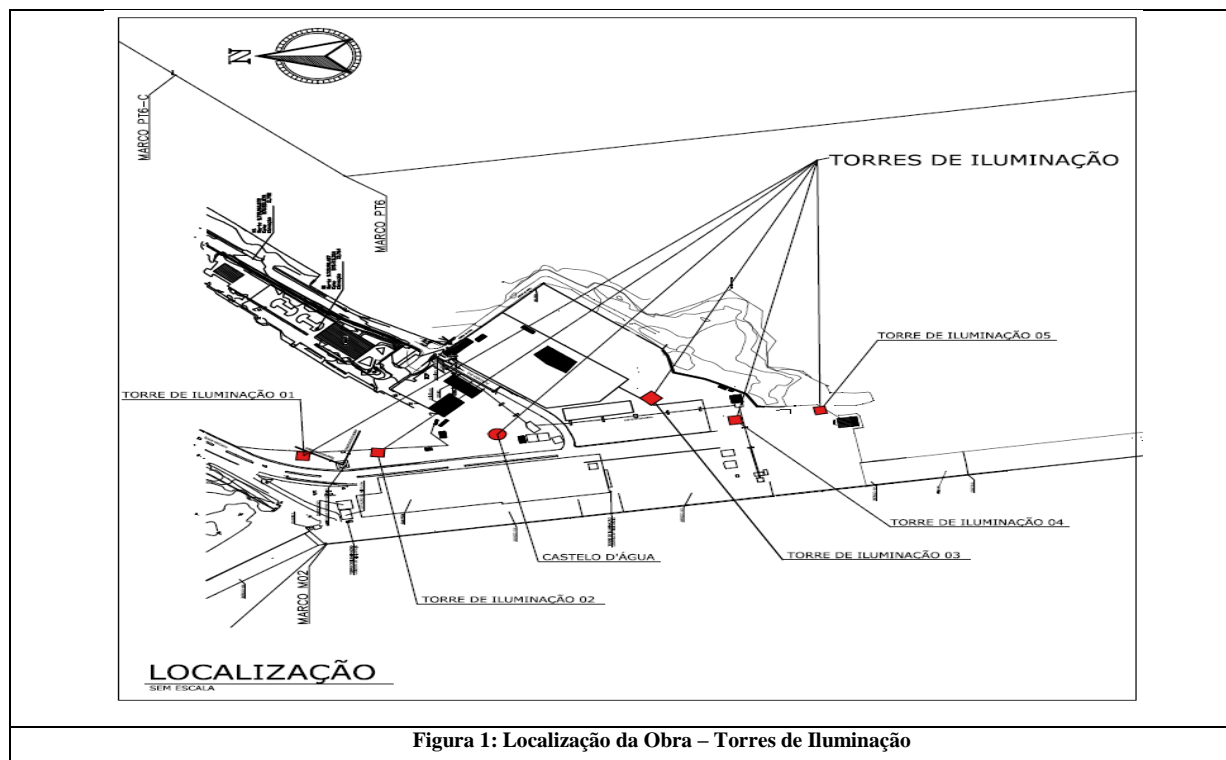 N
MARCO PT6-C
MARCO PT6
TORRES DE ILUMINAÇÃO
TORRE DE ILUMINAÇÃO 05
TORRE DE ILUMINAÇÃO 01
TORRE DE ILUMINAÇÃO 04
CASTELO D'ÁGUA
TORRE DE ILUMINAÇÃO 03
TORRE DE ILUMINAÇÃO 02
MARCO M02
LOCALIZAÇÃO
SEM ESCALA
Figura 1: Localização da Obra – Torres de Iluminação